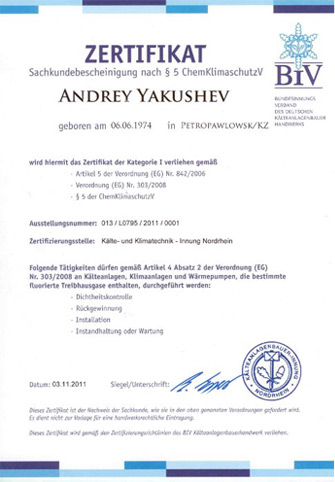 ZERTIFIKAT
Sachkundebescheinigung nach § 5 ChemKlimaschutzV
BIV
BUNDESINNUNGS
VERBAND
DES DEUTSCHEN
KÄLTEANLAGENBAUER
HANDWERKS
ANDREY YAKUSHEV
geboren am 06.06.1974 in PETROPAWLOWSK/KZ
wird hiermit das Zertifikat der Kategorie I verliehen gemäß
- Artikel 5 der Verordnung (EG) Nr. 842/2006
- Verordnung (EG) Nr. 303/2008
- § 5 der ChemKlimaschutzV
Ausstellungsnummer: 013 / L0795 / 2011 / 0001
Zertifizierungsstelle: Kälte- und Klimatechnik - Innung Nordrhein
Folgende Tätigkeiten dürfen gemäß Artikel 4 Absatz 2 der Verordnung (EG)
Nr. 303/2008 an Kälteanlagen, Klimaanlagen und Wärmepumpen, die bestimmte
fluorierte Treibhausgase enthalten, durchgeführt werden:
- Dichtheitskontrolle
- Rückgewinnung
- Installation
- Instandhaltung oder Wartung
Datum: 03.11.2011 Siegel/Unterschrift:
KÄLTEANLAGENBAUER-INNUNG
NORDRHEIN
Dieses Zertifikat ist der Nachweis der Sachkunde, wie sie in den oben genannten Verordnungen gefordert wird.
Es dient nicht zur Vorlage für eine handwerksrechtliche Eintragung.
Dieses Zertifikat wird gemäß den Zertifizierungsrichtlinien des BIV Kälteanlagenbauerhandwerk verliehen.